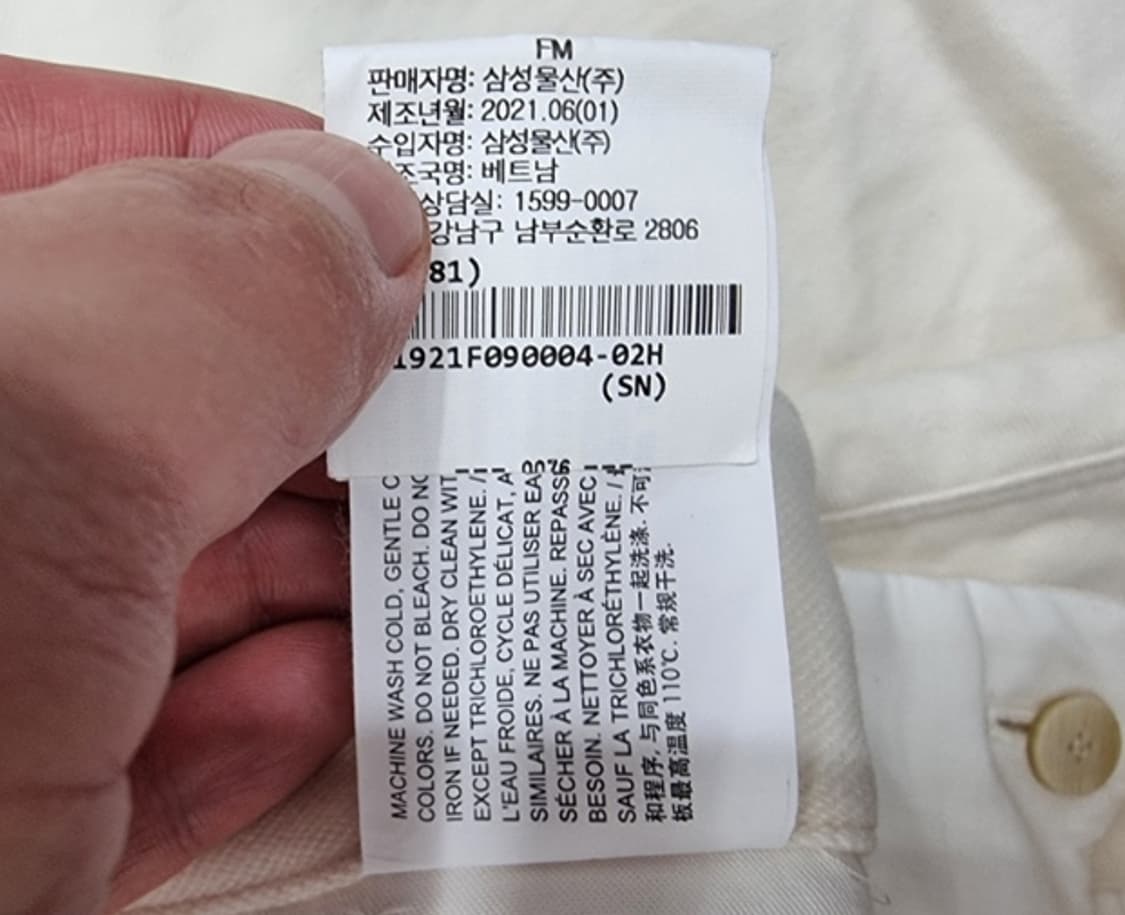 FM
판매자명: 삼성물산(주)
제조년월: 2021.06(01)
수입자명: 삼성물산(주)
조국명: 베트남
상담실: 1599-0007
강남구 남부순환로 2806
81)
1921F090004-02H
(SN)
MACHINE WASH COLD, GENTLE C
COLORS. DO NOT BLEACH. DO NO
IRON IF NEEDED. DRY CLEAN WIT
EXCEPT TRICHLOROETHYLENE. /
L'EAU FROIDE, CYCLE DÉLICAT, A
SIMILAIRES. NE PAS UTILISER EA
SÉCHER À LA MACHINE. REPASS
BESOIN. NETTOYER À SEC AVEC
SAUF LA TRICHLORÉTHYLÈNE. /
和程序, 与同色系衣物一起洗涤. 不可
板最高温度 110℃. 常规干洗.